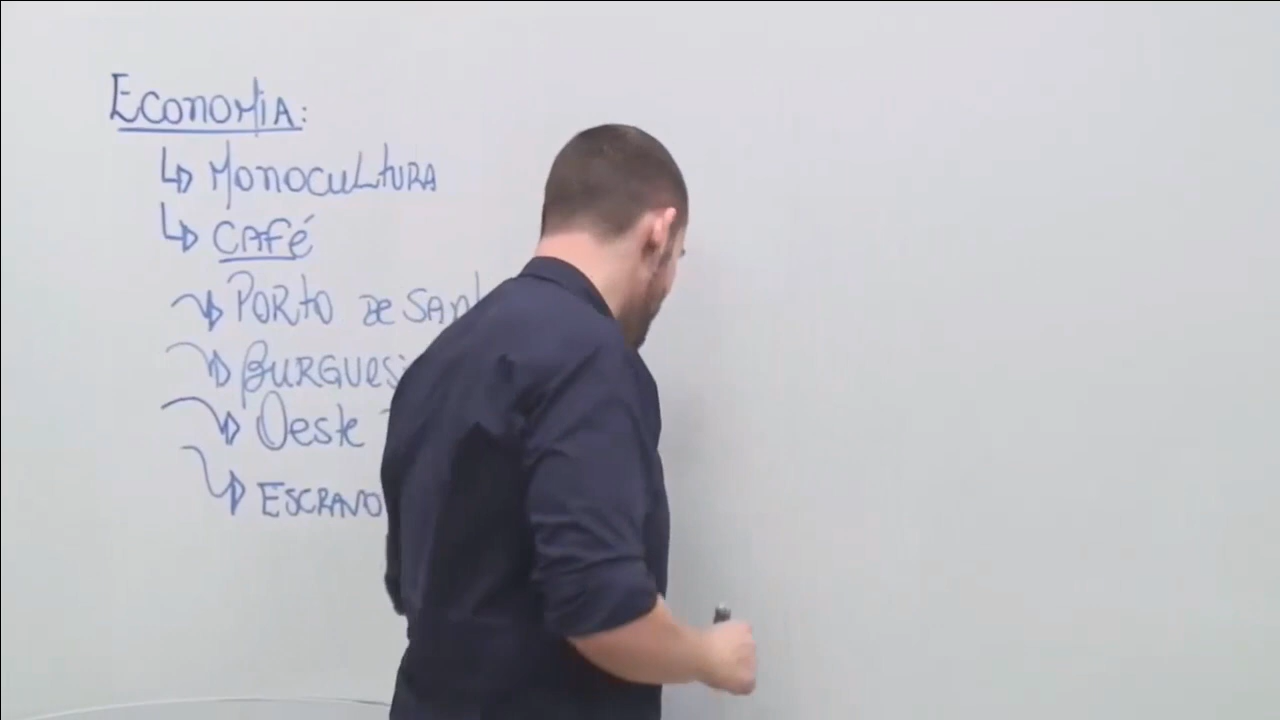 Economia:
↳ Monocultura
↳ Café
Porto de San
Burgues
Oeste
Escravo